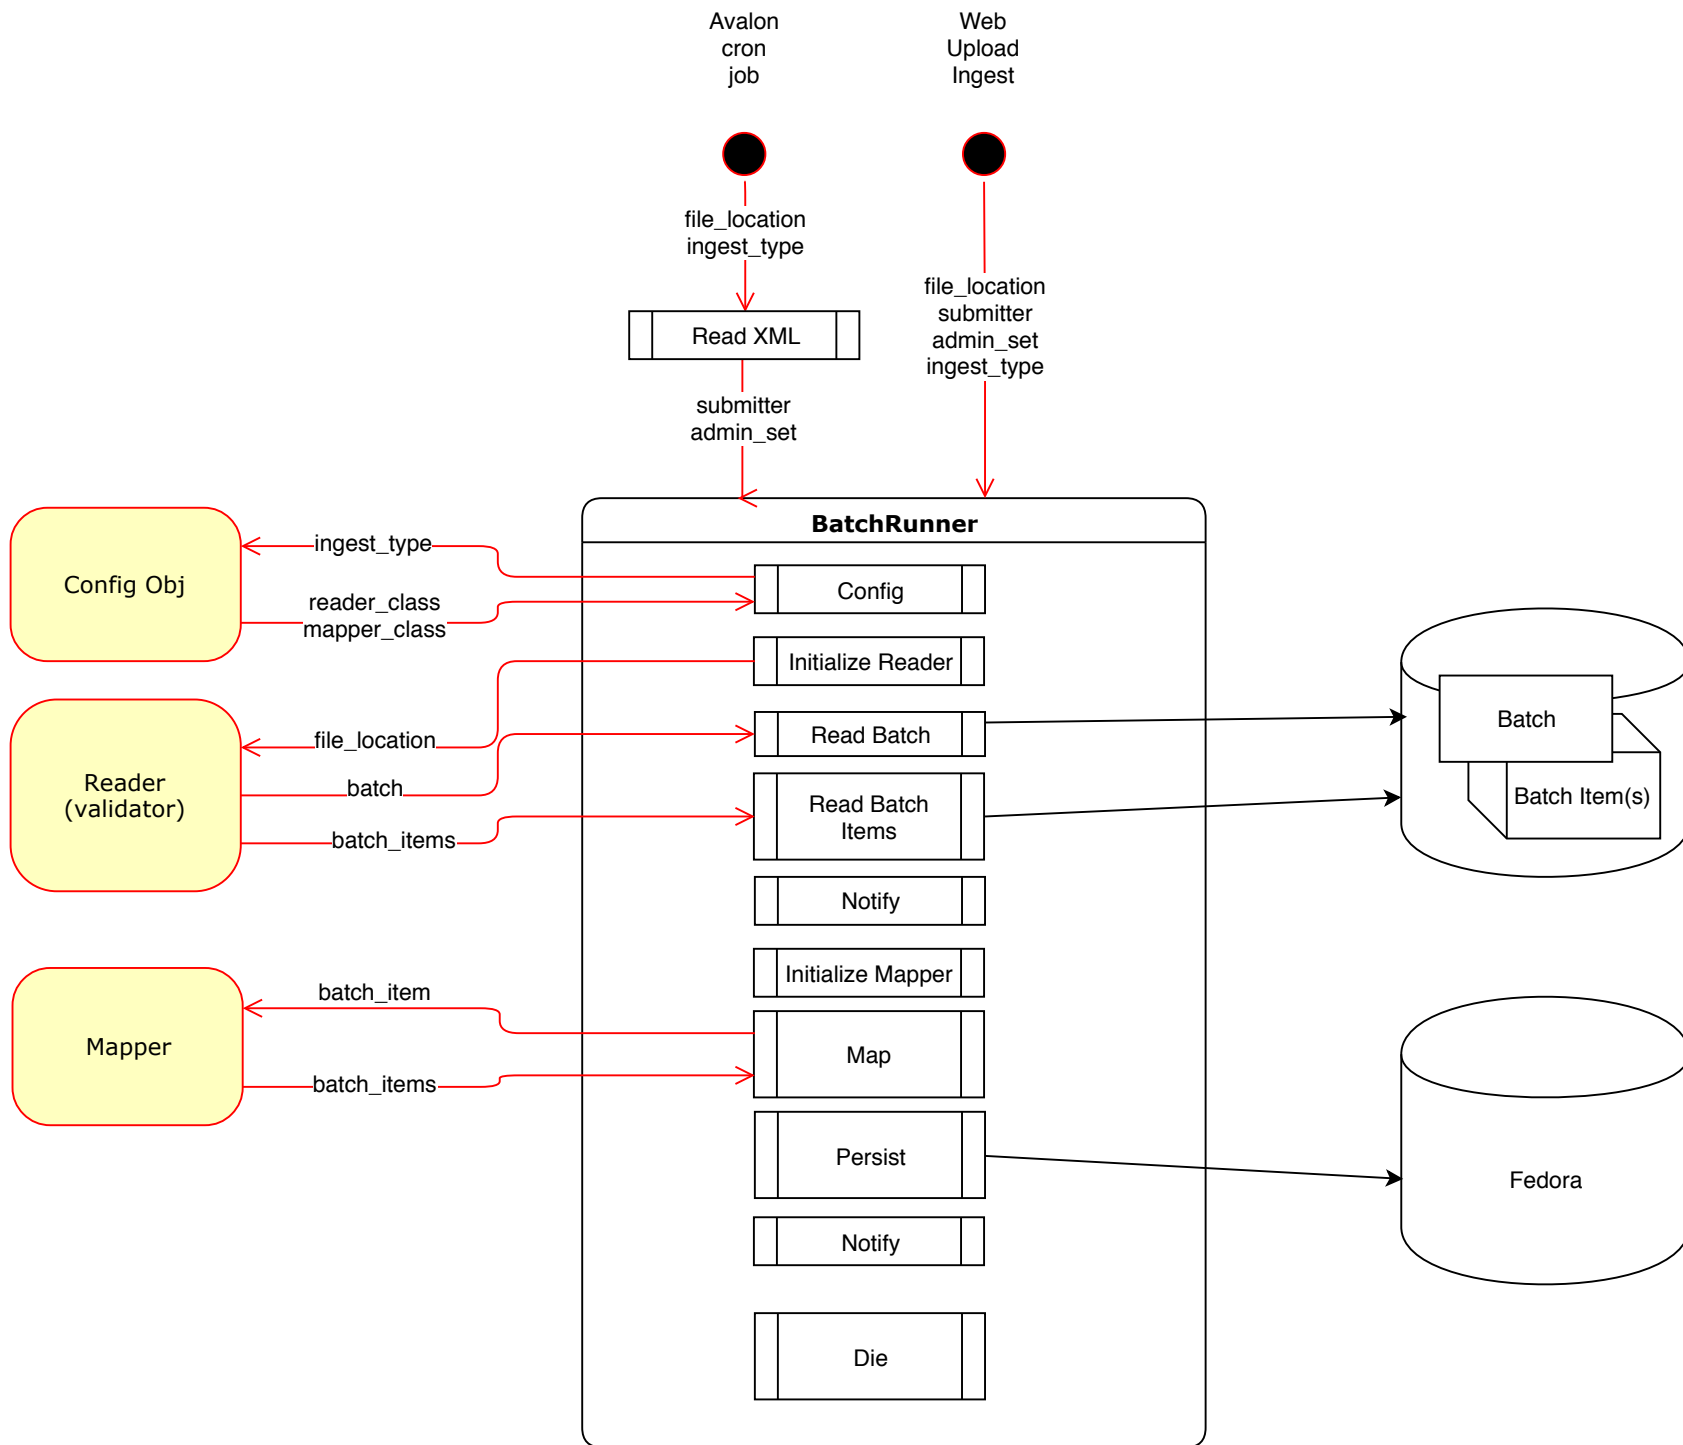 Avalon
cron
job
Web
Upload
Ingest
file_location
ingest_type
file_location
submitter
admin_set
ingest_type
Read XML
submitter
admin_set
BatchRunner
ingest_type
Config Obj
reader_class
mapper_class
Config
Initialize Reader
file_location
Read Batch
Batch
Reader
(validator)
batch
batch_items
Read Batch
Items
Batch Item(s)
Notify
Initialize Mapper
batch_item
Mapper
Map
batch_items
Persist
Fedora
Notify
Die